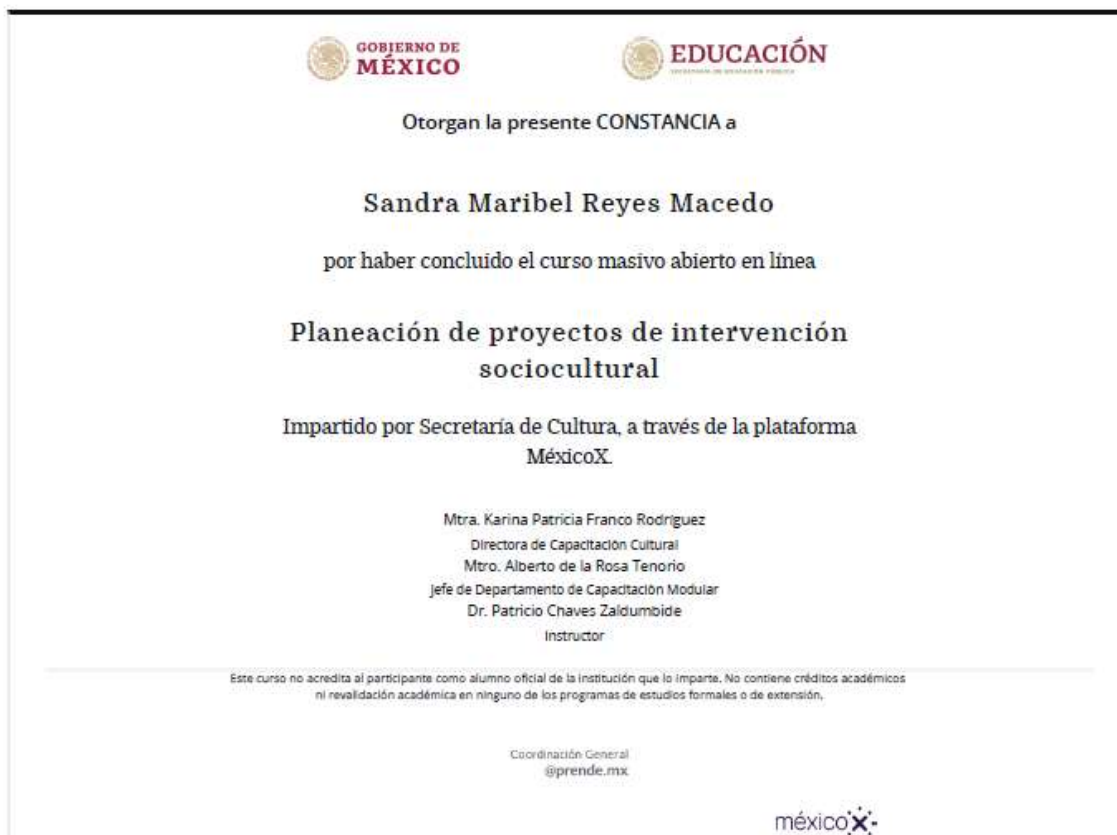 GOBIERNO DE
MÉXICO
EDUCACIÓN
SECRETARÍA DE EDUCACIÓN PÚBLICA
Otorgan la presente CONSTANCIA a
Sandra Maribel Reyes Macedo
por haber concluido el curso masivo abierto en línea
Planeación de proyectos de intervención
sociocultural
Impartido por Secretaría de Cultura, a través de la plataforma
MéxicoX.
Mtra. Karina Patricia Franco Rodríguez
Directora de Capacitación Cultural
Mtro. Alberto de la Rosa Tenorio
Jefe de Departamento de Capacitación Modular
Dr. Patricio Chaves Zaldumbide
Instructor
Este curso no acredita al participante como alumno oficial de la institución que lo imparte. No contiene créditos académicos
ni revalidación académica en ninguno de los programas de estudios formales o de extensión.
Coordinación General
@prende.mx
méxicoX